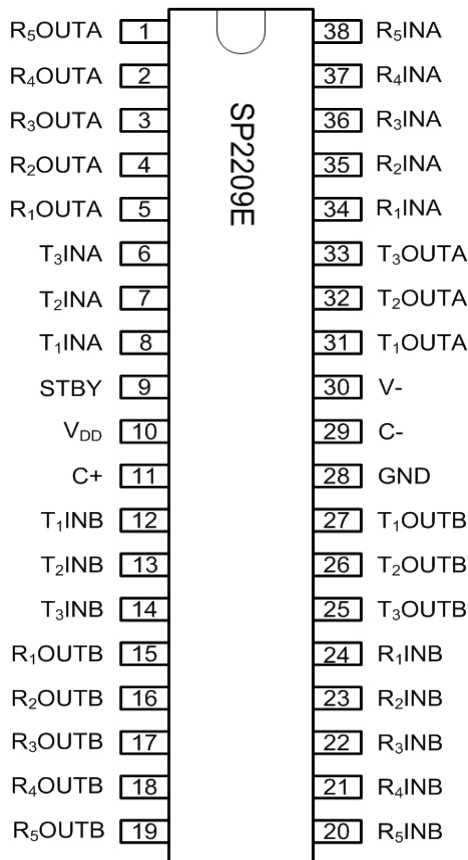 R₅OUTA 1 38 R₅INA
R₄OUTA 2 37 R₄INA
R₃OUTA 3 36 R₃INA
R₂OUTA 4 35 R₂INA
R₁OUTA 5 34 R₁INA
T₃INA 6 33 T₃OUTA
T₂INA 7 32 T₂OUTA
T₁INA 8 31 T₁OUTA
STBY 9 30 V-
V_DD 10 29 C-
C+ 11 28 GND
T₁INB 12 27 T₁OUTB
T₂INB 13 26 T₂OUTB
T₃INB 14 25 T₃OUTB
R₁OUTB 15 24 R₁INB
R₂OUTB 16 23 R₂INB
R₃OUTB 17 22 R₃INB
R₄OUTB 18 21 R₄INB
R₅OUTB 19 20 R₅INB
SP2209E